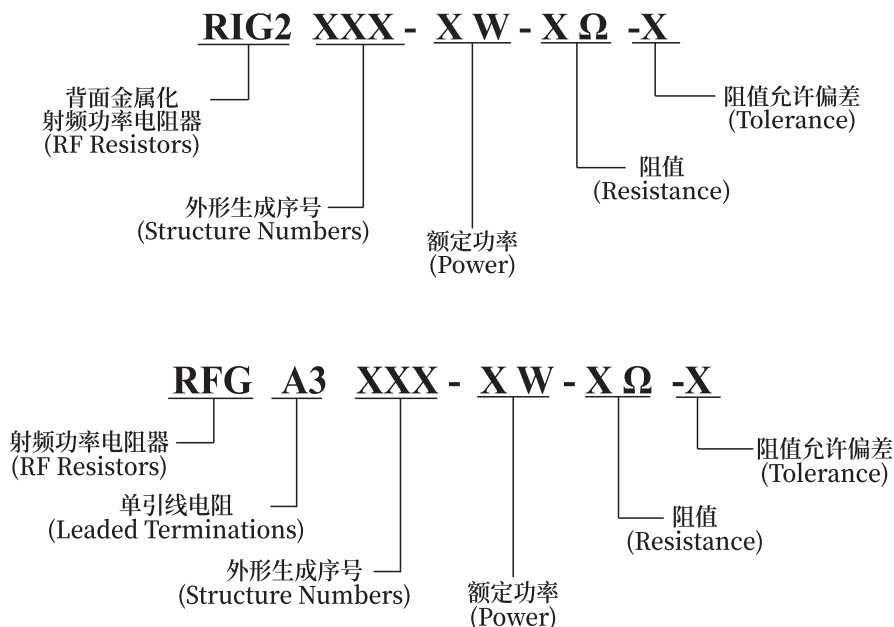 RIG2 XXX - X W - X Ω -X
背面金属化
射频功率电阻器
(RF Resistors)
阻值允许偏差
(Tolerance)
阻值
(Resistance)
外形生成序号
(Structure Numbers)
额定功率
(Power)
RFG A3 XXX - X W - X Ω -X
射频功率电阻器
(RF Resistors)
阻值允许偏差
(Tolerance)
单引线电阻
(Leaded Terminations)
阻值
(Resistance)
外形生成序号
(Structure Numbers)
额定功率
(Power)